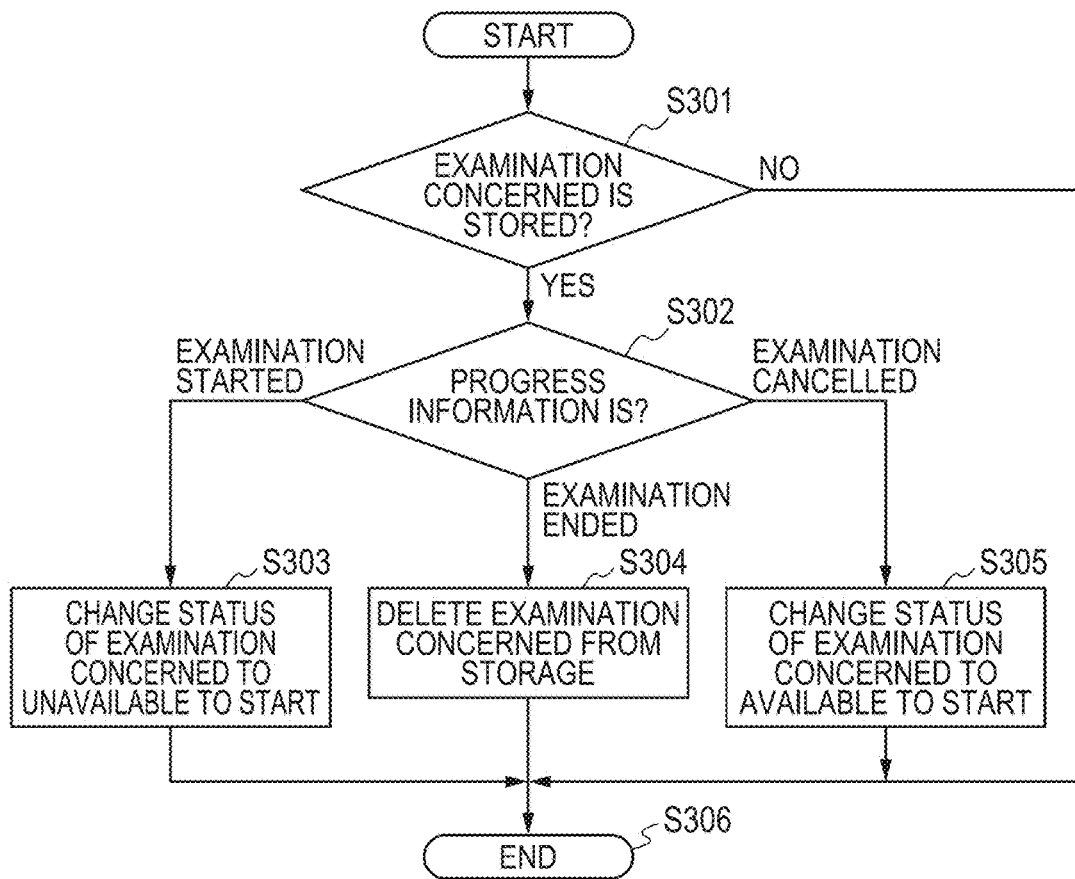 START
S301
EXAMINATION
CONCERNED IS
STORED?
NO
YES
S302
EXAMINATION
STARTED
PROGRESS
INFORMATION IS?
EXAMINATION
CANCELLED
EXAMINATION
ENDED
S303
CHANGE STATUS
OF EXAMINATION
CONCERNED TO
UNAVAILABLE TO START
S304
DELETE EXAMINATION
CONCERNED FROM
STORAGE
S305
CHANGE STATUS
OF EXAMINATION
CONCERNED TO
AVAILABLE TO START
S306
END